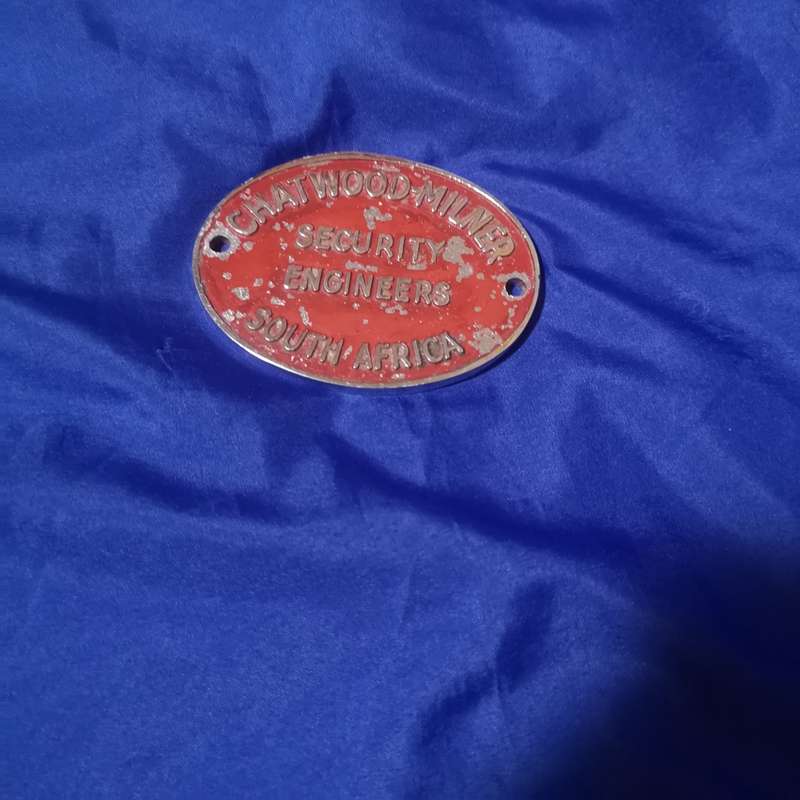 CHATWOOD-MILNER
SECURITY
ENGINEERS
SOUTH AFRICA